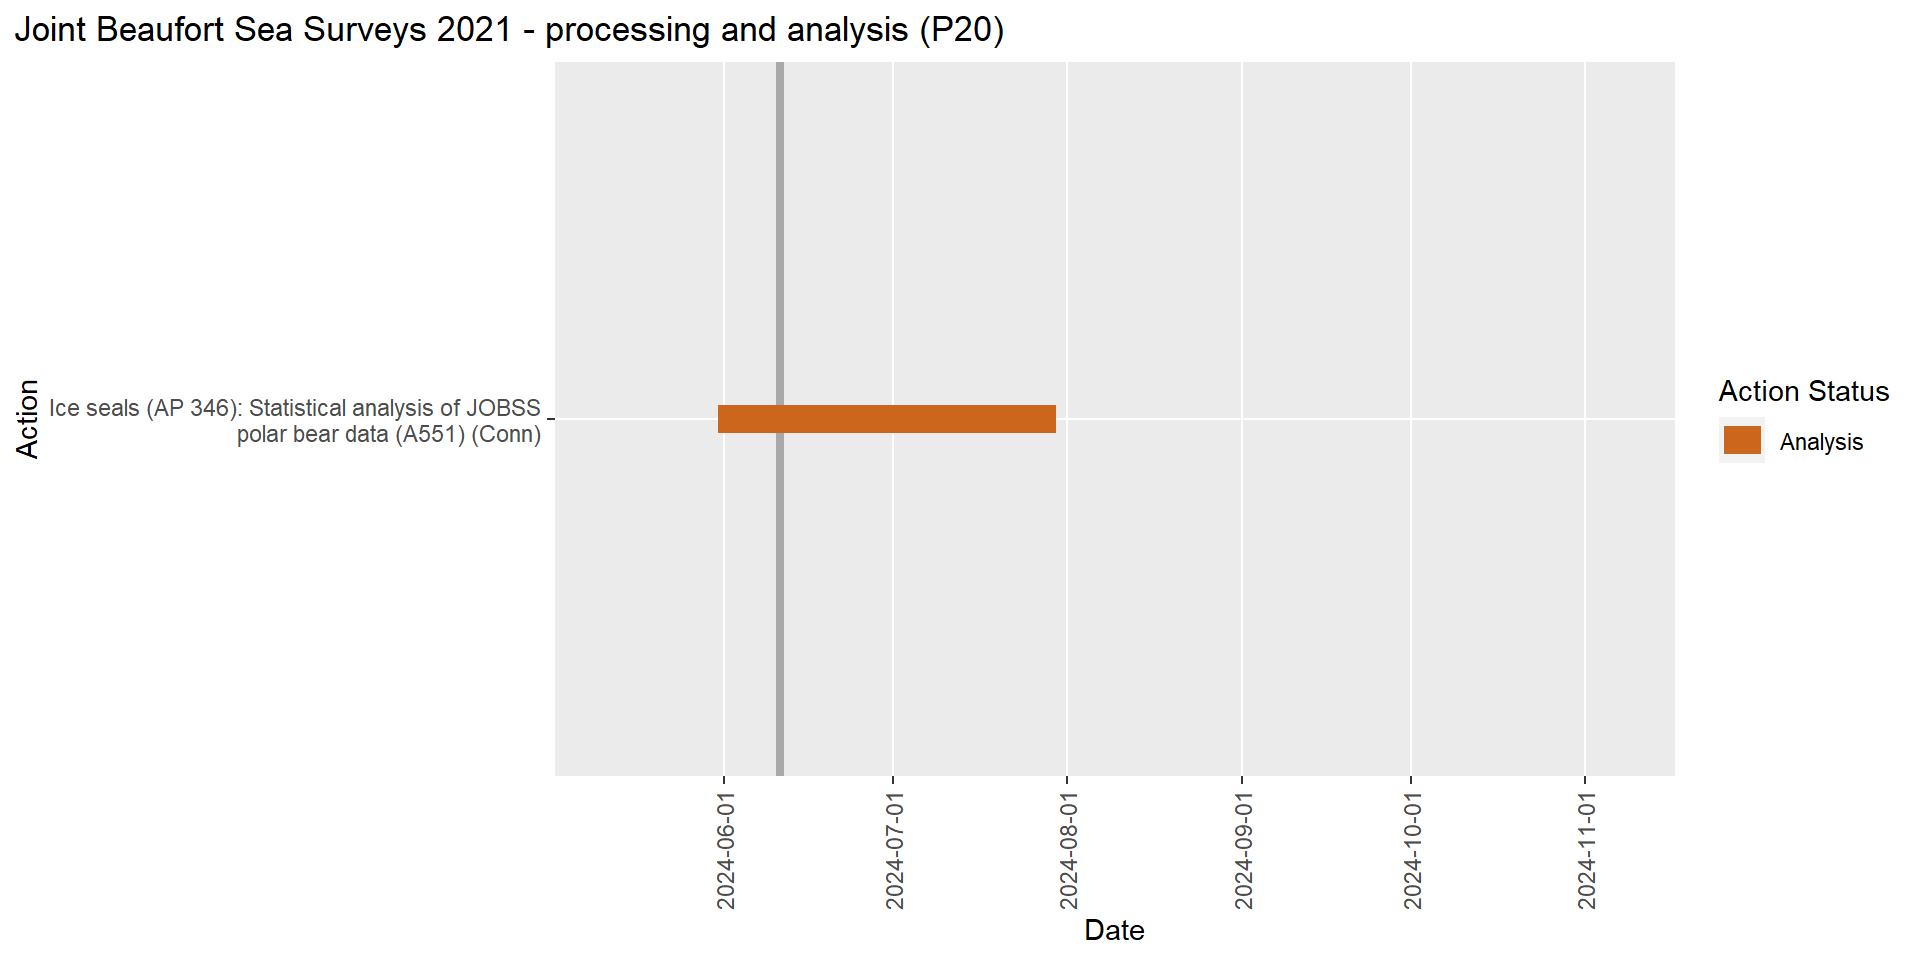 Joint Beaufort Sea Surveys 2021 - processing and analysis (P20)
Action
Ice seals (AP 346): Statistical analysis of JOBSS
polar bear data (A551) (Conn)
Action Status
Analysis
2024-06-01
2024-07-01
2024-08-01
2024-09-01
2024-10-01
2024-11-01
Date